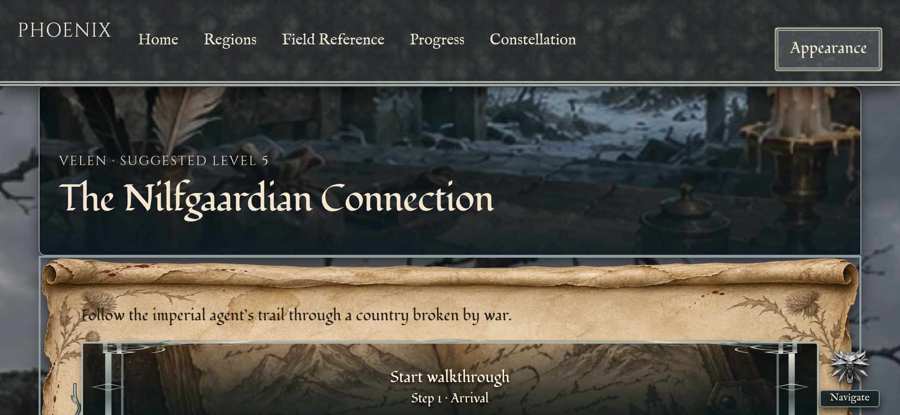 PHOENIX
Home Regions Field Reference Progress Constellation
Appearance
VELEN · SUGGESTED LEVEL 5
The Nilfgaardian Connection
Follow the imperial agent's trail through a country broken by war.
Start walkthrough
Step 1 · Arrival
Navigate